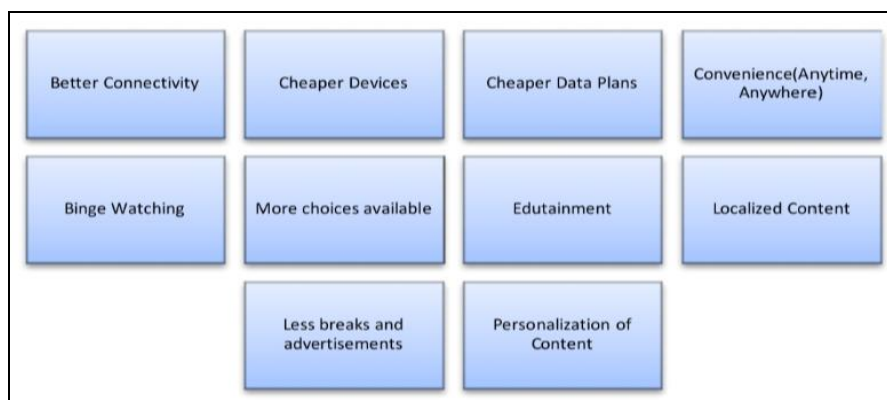 Better Connectivity
Cheaper Devices
Cheaper Data Plans
Convenience(Anytime,
Anywhere)
Binge Watching
More choices available
Edutainment
Localized Content
Less breaks and
advertisements
Personalization of
Content